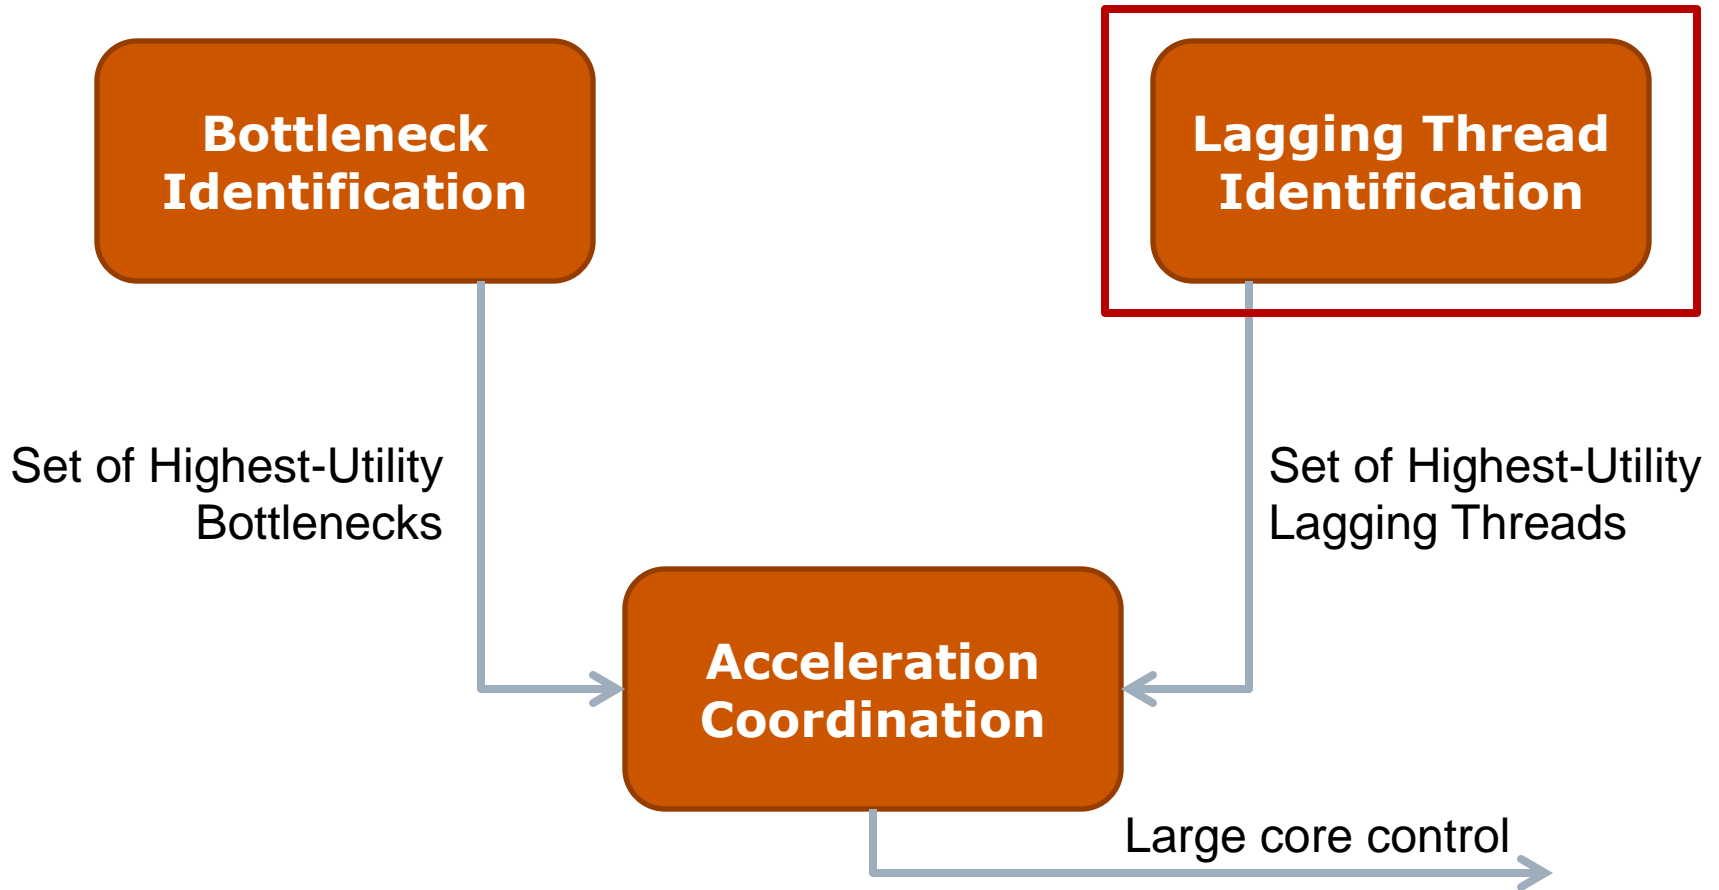 Bottleneck
Identification
Lagging Thread
Identification
Set of Highest-Utility
Bottlenecks
Set of Highest-Utility
Lagging Threads
Acceleration
Coordination
Large core control